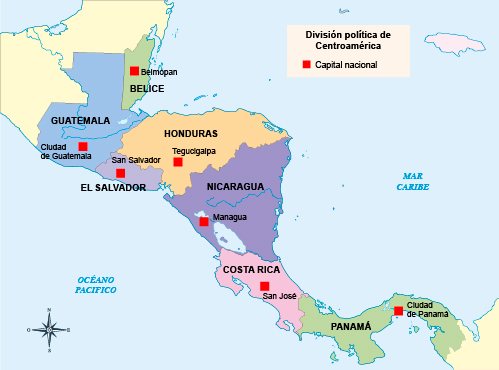 División política de
Centroamérica
Capital nacional
Belmopan
BELICE
GUATEMALA
Ciudad
de Guatemala
HONDURAS
Tegucigalpa
San Salvador
EL SALVADOR
NICARAGUA
MAR
CARIBE
Managua
COSTA RICA
San José
OCÉANO
PACIFICO
Ciudad
de Panamá
PANAMÁ
N
S